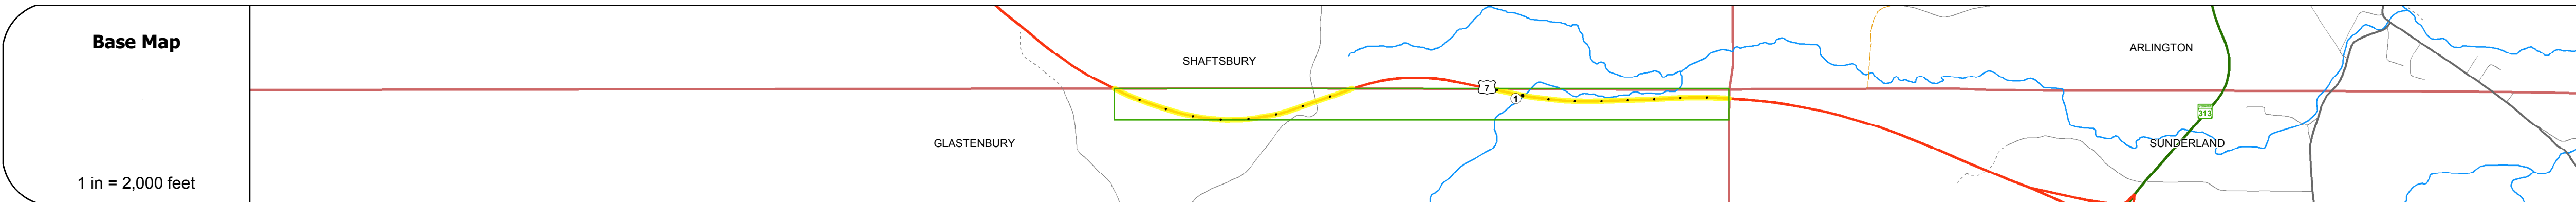 Base Map
1 in = 2,000 feet
SHAFTSBURY
GLASTENBURY
7
1
ARLINGTON
313
SUNDERLAND